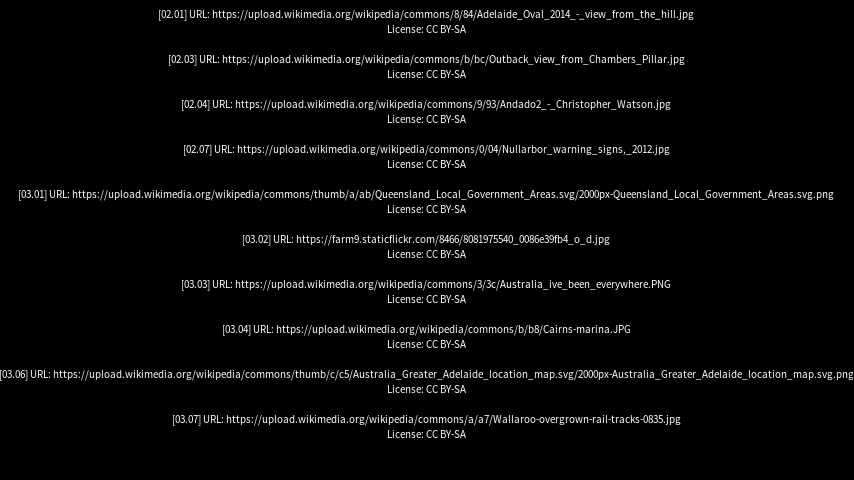 [02.01] URL: https://upload.wikimedia.org/wikipedia/commons/8/84/Adelaide_Oval_2014_-_view_from_the_hill.jpg
License: CC BY-SA
[02.03] URL: https://upload.wikimedia.org/wikipedia/commons/b/bc/Outback_view_from_Chambers_Pillar.jpg
License: CC BY-SA
[02.04] URL: https://upload.wikimedia.org/wikipedia/commons/9/93/Andado2_-_Christopher_Watson.jpg
License: CC BY-SA
[02.07] URL: https://upload.wikimedia.org/wikipedia/commons/0/04/Nullarbor_warning_signs,_2012.jpg
License: CC BY-SA
[03.01] URL: https://upload.wikimedia.org/wikipedia/commons/thumb/a/ab/Queensland_Local_Government_Areas.svg/2000px-Queensland_Local_Government_Areas.svg.png
License: CC BY-SA
[03.02] URL: https://farm9.staticflickr.com/8466/8081975540_0086e39fb4_o_d.jpg
License: CC BY-SA
[03.03] URL: https://upload.wikimedia.org/wikipedia/commons/3/3c/Australia_ive_been_everywhere.PNG
License: CC BY-SA
[03.04] URL: https://upload.wikimedia.org/wikipedia/commons/b/b8/Cairns-marina.JPG
License: CC BY-SA
[03.06] URL: https://upload.wikimedia.org/wikipedia/commons/thumb/c/c5/Australia_Greater_Adelaide_location_map.svg/2000px-Australia_Greater_Adelaide_location_map.svg.png
License: CC BY-SA
[03.07] URL: https://upload.wikimedia.org/wikipedia/commons/a/a7/Wallaroo-overgrown-rail-tracks-0835.jpg
License: CC BY-SA